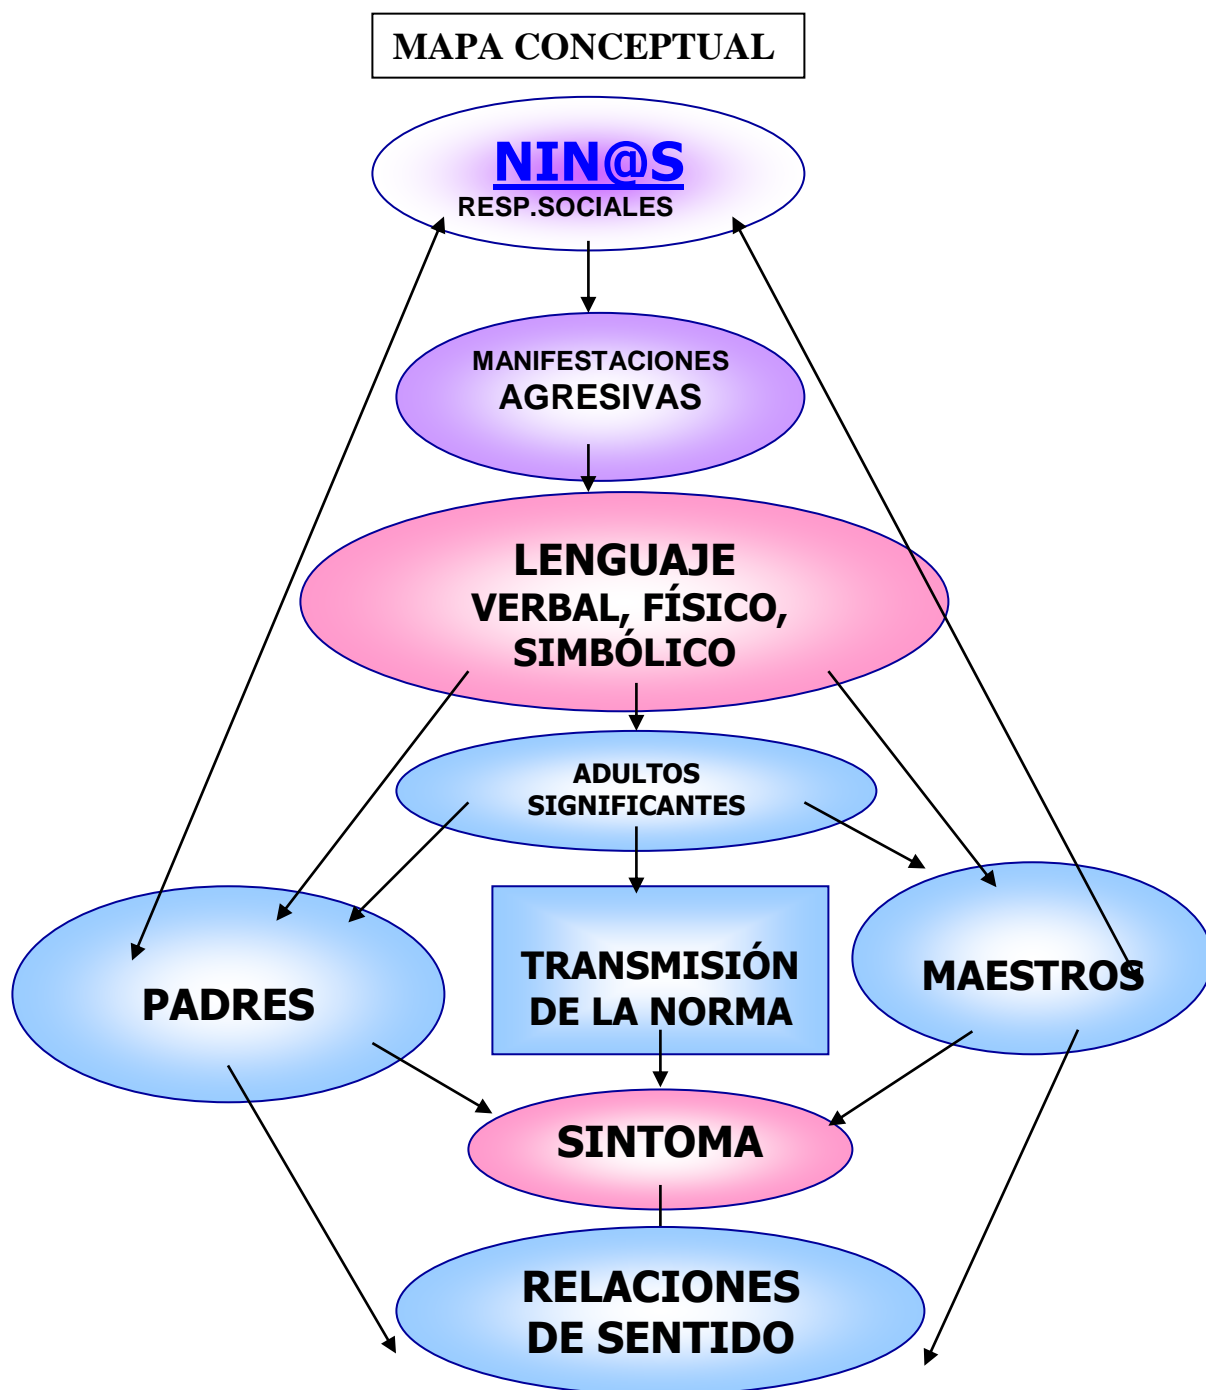 MAPA CONCEPTUAL
NIN@S
RESP.SOCIALES
MANIFESTACIONES
AGRESIVAS
LENGUAJE
VERBAL, FÍSICO,
SIMBÓLICO
ADULTOS
SIGNIFICANTES
PADRES
TRANSMISIÓN
DE LA NORMA
MAESTROS
SINTOMA
RELACIONES
DE SENTIDO